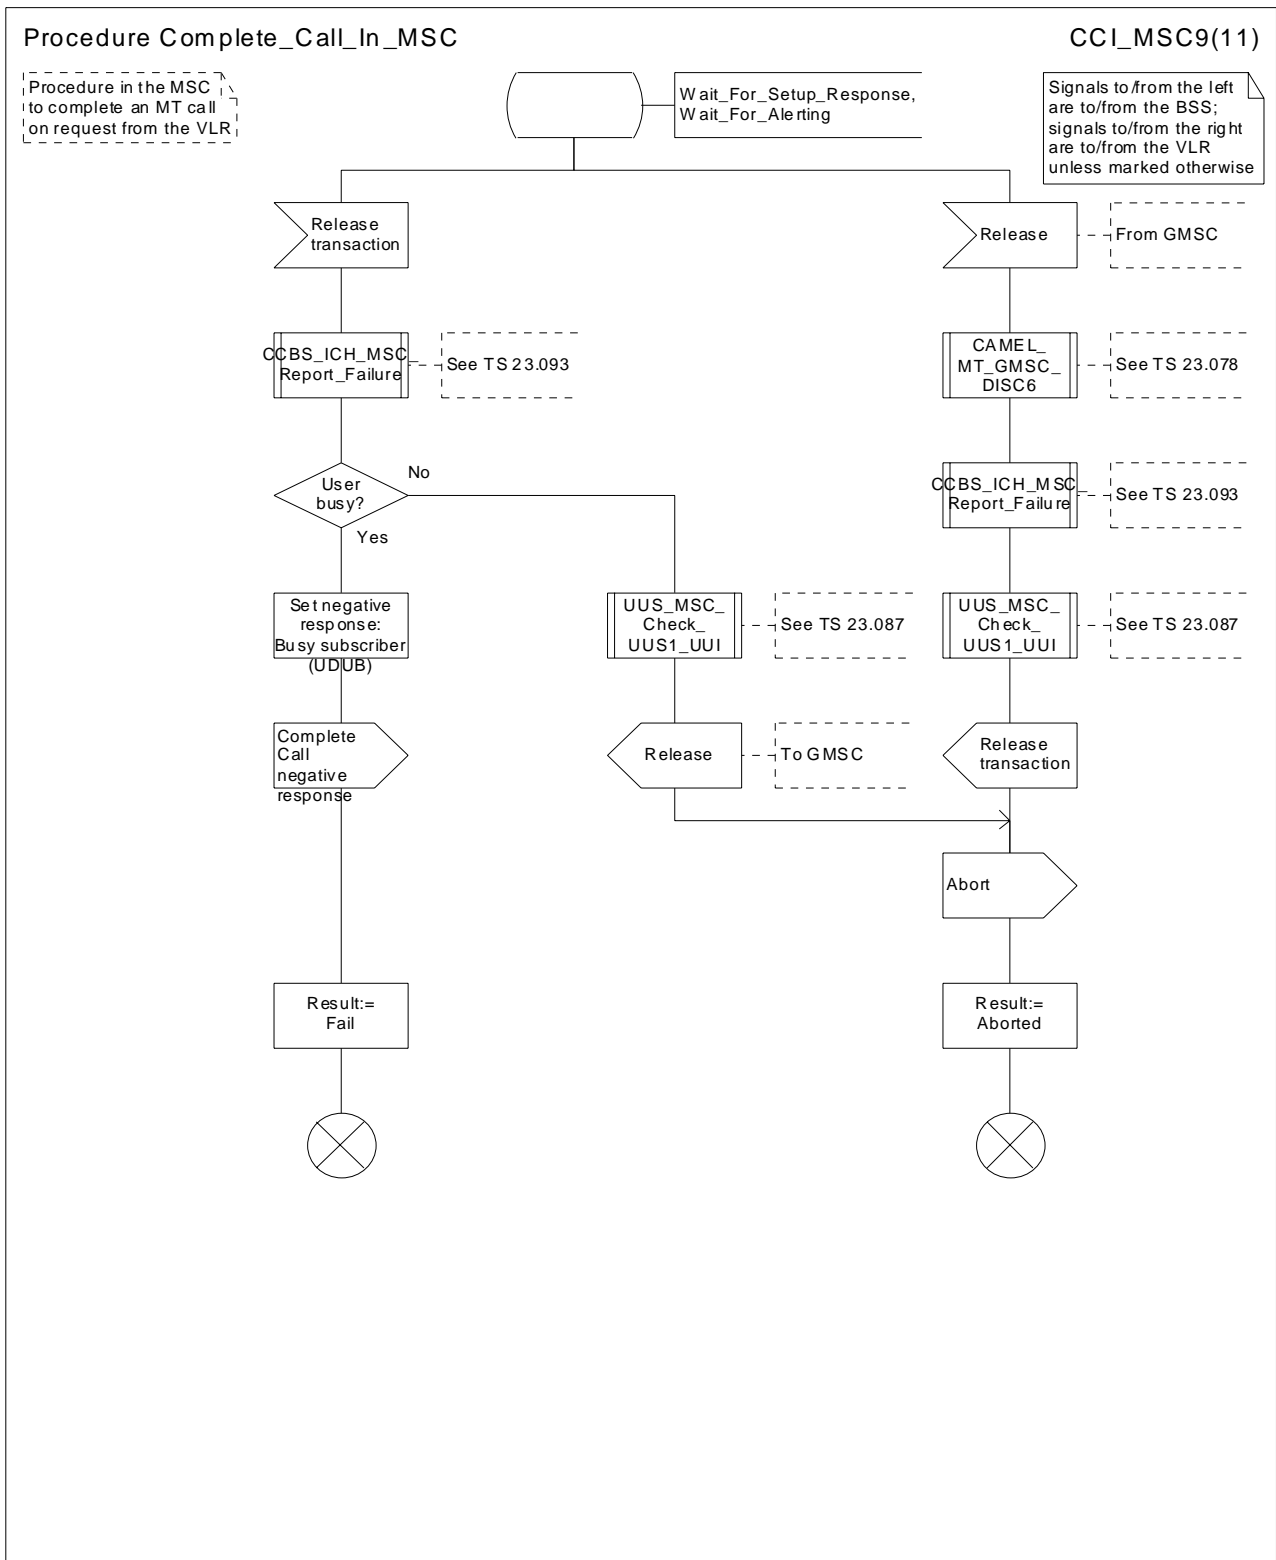 Procedure Complete_Call_In_MSC
CCI_MSC9(11)
Procedure in the MSC
to complete an MT call
on request from the VLR
Wait_For_Setup_Response,
Wait_For_Alerting
Signals to/from the left
are to/from the BSS;
signals to/from the right
are to/from the VLR
unless marked otherwise
Release
transaction
Release
From GMSC
CCBS_ICH_MSC_
Report_Failure
See TS 23.093
CAMEL_
MT_GMSC_
DISC6
See TS 23.078
User
busy?
No
Yes
CCBS_ICH_MSC_
Report_Failure
See TS 23.093
Set negative
response:
Busy subscriber
(UDUB)
UUS_MSC_
Check_
UUS1_UUI
See TS 23.087
UUS_MSC_
Check_
UUS1_UUI
See TS 23.087
Complete
Call
negative
response
Release
To GMSC
Release
transaction
Abort
Result:=
Fail
Result:=
Aborted